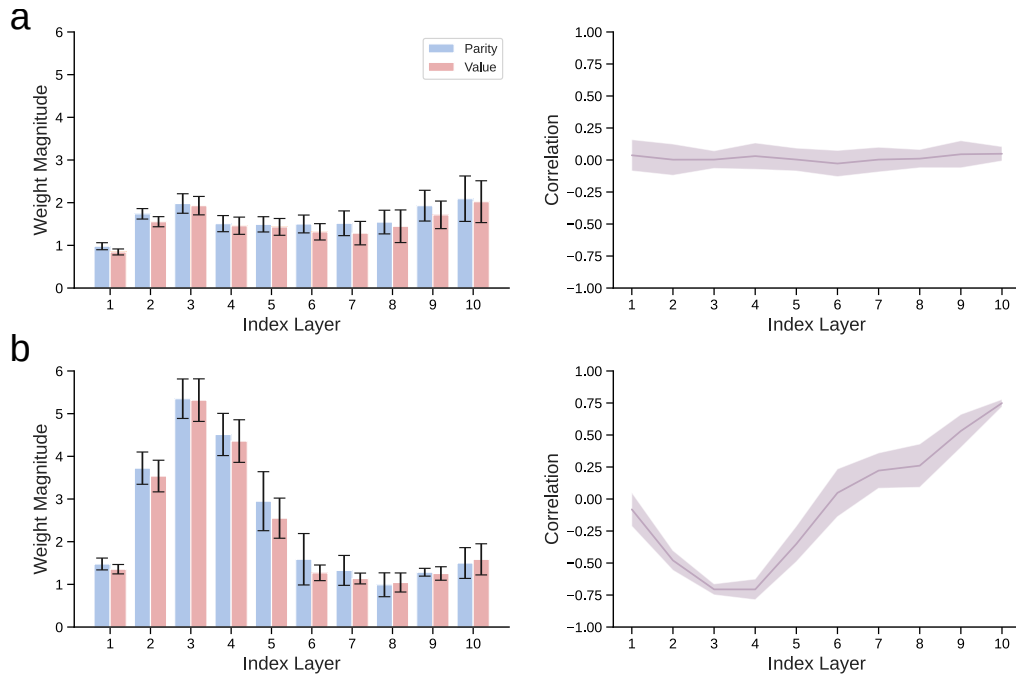 a
Weight Magnitude
6
5
4
3
2
1
0
Parity
Value
1 2 3 4 5 6 7 8 9 10
Index Layer
Correlation
1.00
0.75
0.50
0.25
0.00
−0.25
−0.50
−0.75
−1.00
1 2 3 4 5 6 7 8 9 10
Index Layer
b
Weight Magnitude
6
5
4
3
2
1
0
1 2 3 4 5 6 7 8 9 10
Index Layer
Correlation
1.00
0.75
0.50
0.25
0.00
−0.25
−0.50
−0.75
−1.00
1 2 3 4 5 6 7 8 9 10
Index Layer